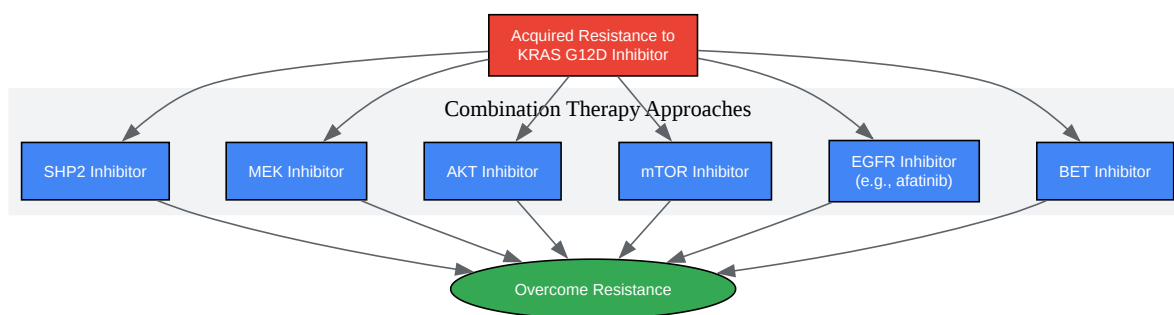 Acquired Resistance to
KRAS G12D Inhibitor
Combination Therapy Approaches
SHP2 Inhibitor
MEK Inhibitor
AKT Inhibitor
mTOR Inhibitor
EGFR Inhibitor
(e.g., afatinib)
BET Inhibitor
Overcome Resistance